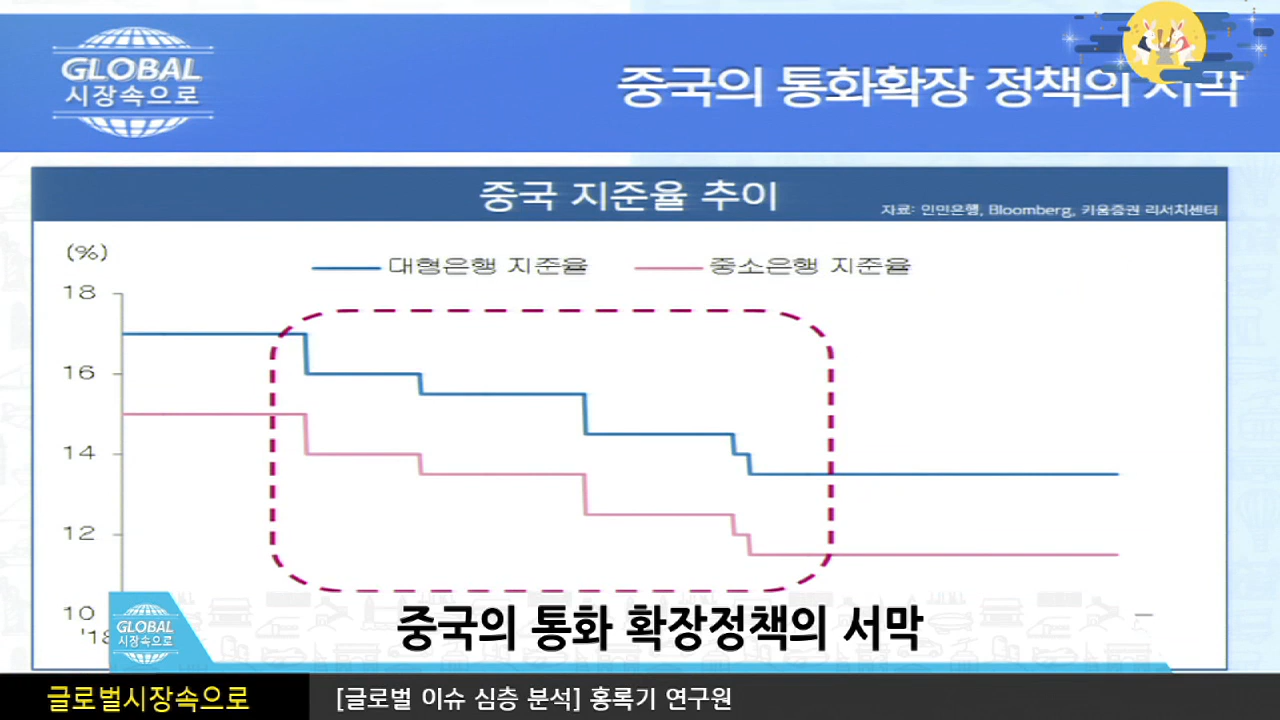 GLOBAL
시장속으로
중국의 통화확장 정책의 서막
중국 지준율 추이
자료: 인민은행, Bloomberg, 키움증권 리서치센터
(%)
대형은행 지준율
중소은행 지준율
18
16
14
12
10
'18
GLOBAL
시장속으로
중국의 통화 확장정책의 서막
글로벌시장속으로
[글로벌 이슈 심층 분석] 홍록기 연구원